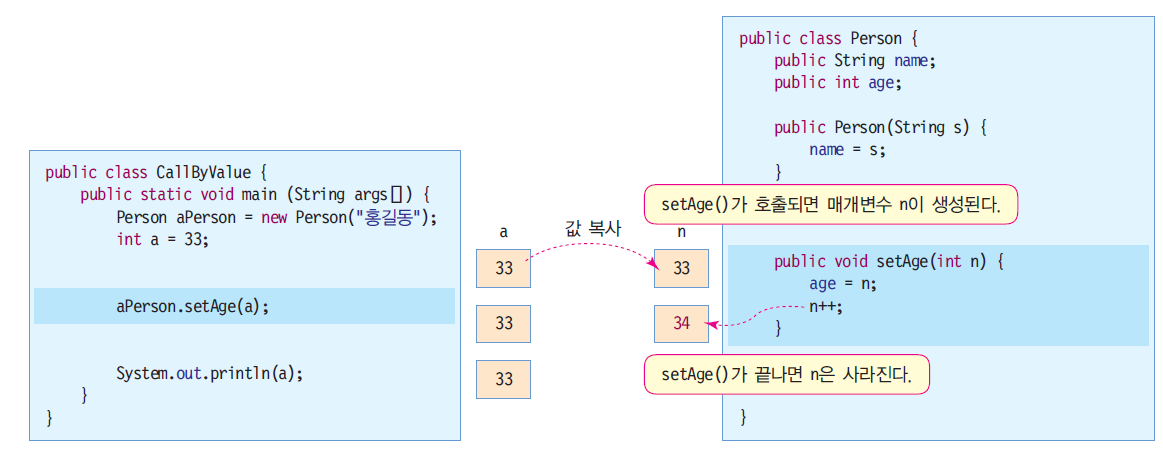 public class CallByValue {
public static void main (String args[]) {
Person aPerson = new Person("홍길동");
int a = 33;
aPerson.setAge(a);
System.out.println(a);
}
}
a
값 복사
n
33
33
33
34
33
public class Person {
public String name;
public int age;
public Person(String s) {
name = s;
}
setAge()가 호출되면 매개변수 n이 생성된다.
public void setAge(int n) {
age = n;
n++;
}
setAge()가 끝나면 n은 사라진다.
}